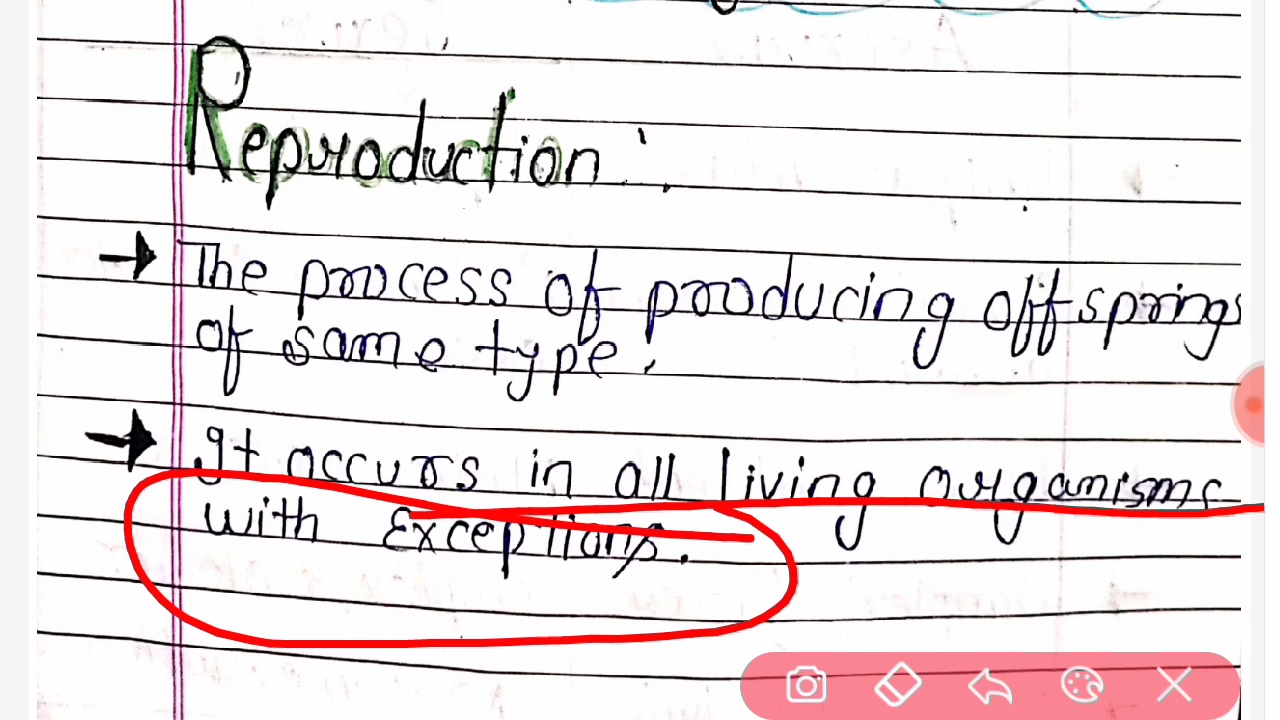 Reproduction :
→ The process of producing offsprings
of same type.
→ It occurs in all living organisms
with Exceptions.